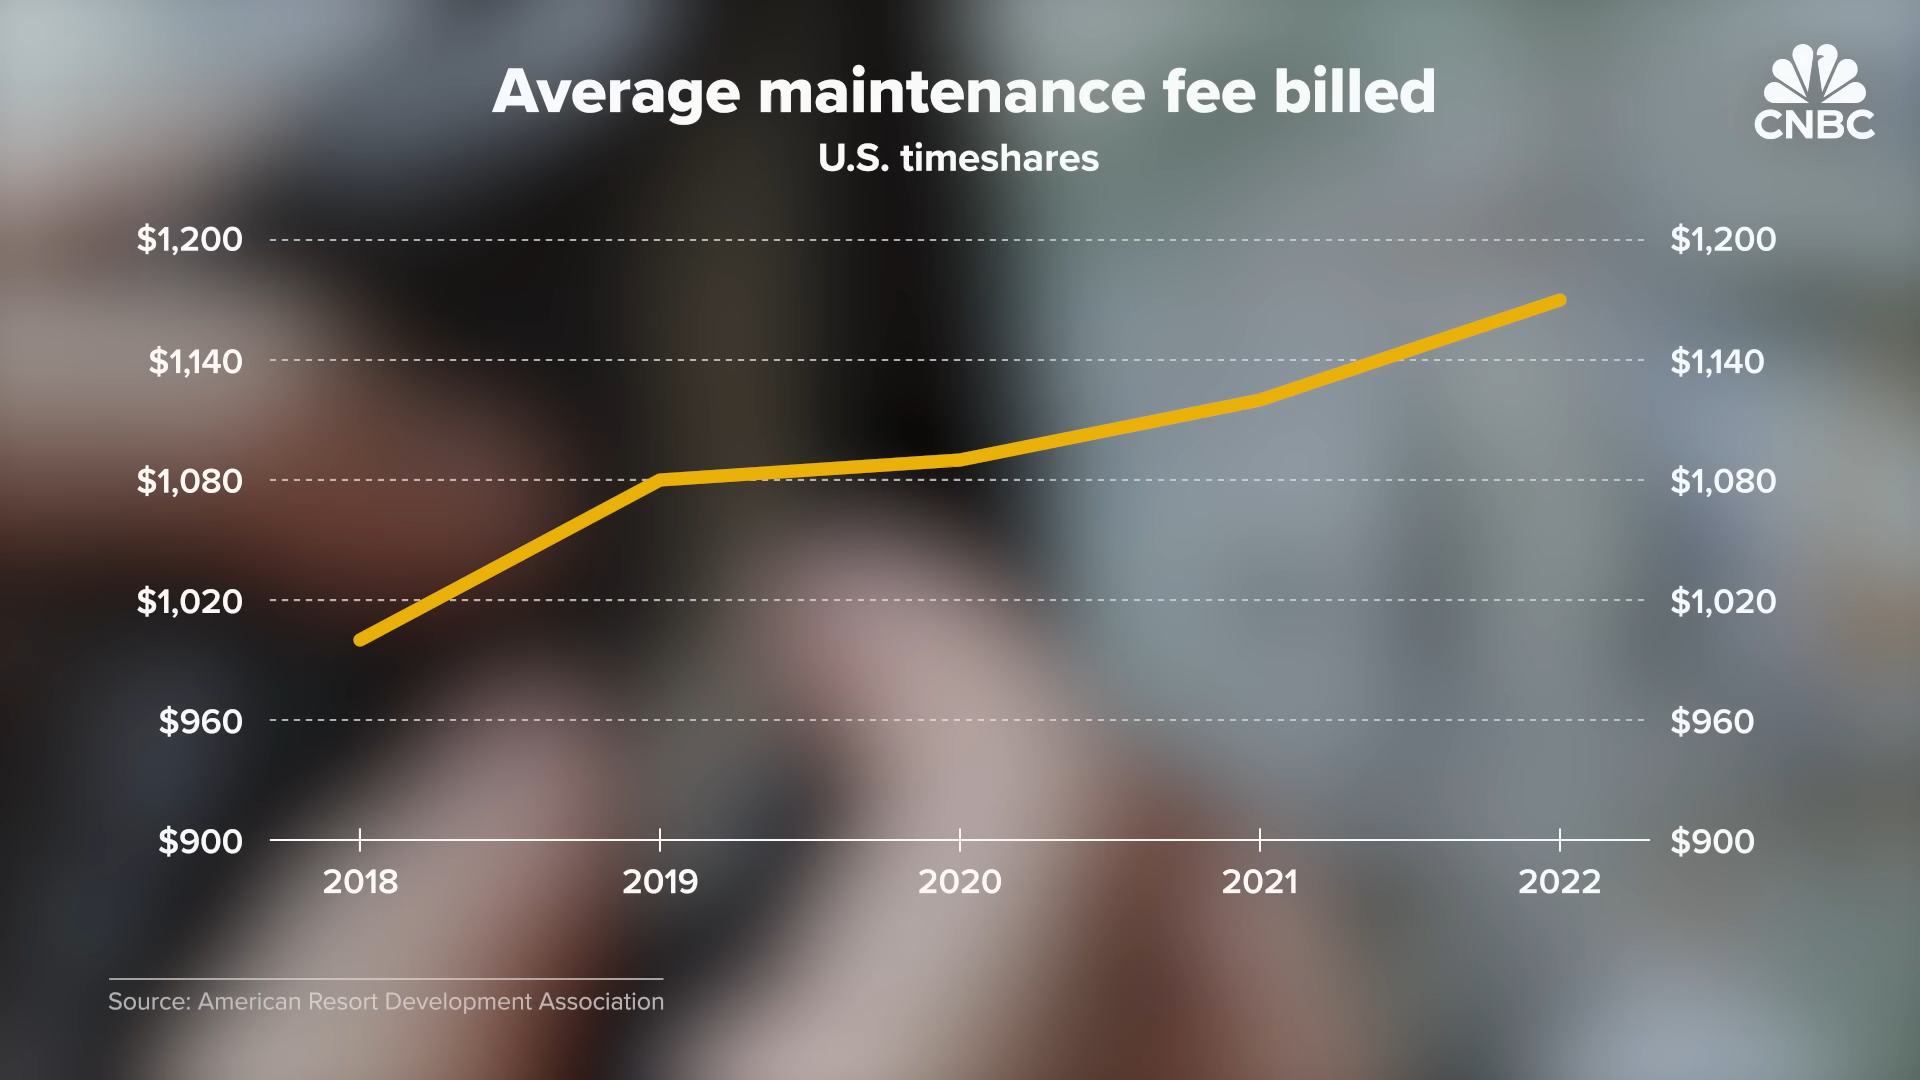 Average maintenance fee billed
CNBC
U.S. timeshares
$1,200 $1,200
$1,140 $1,140
$1,080 $1,080
$1,020 $1,020
$960 $960
$900 $900
2018 2019 2020 2021 2022
Source: American Resort Development Association